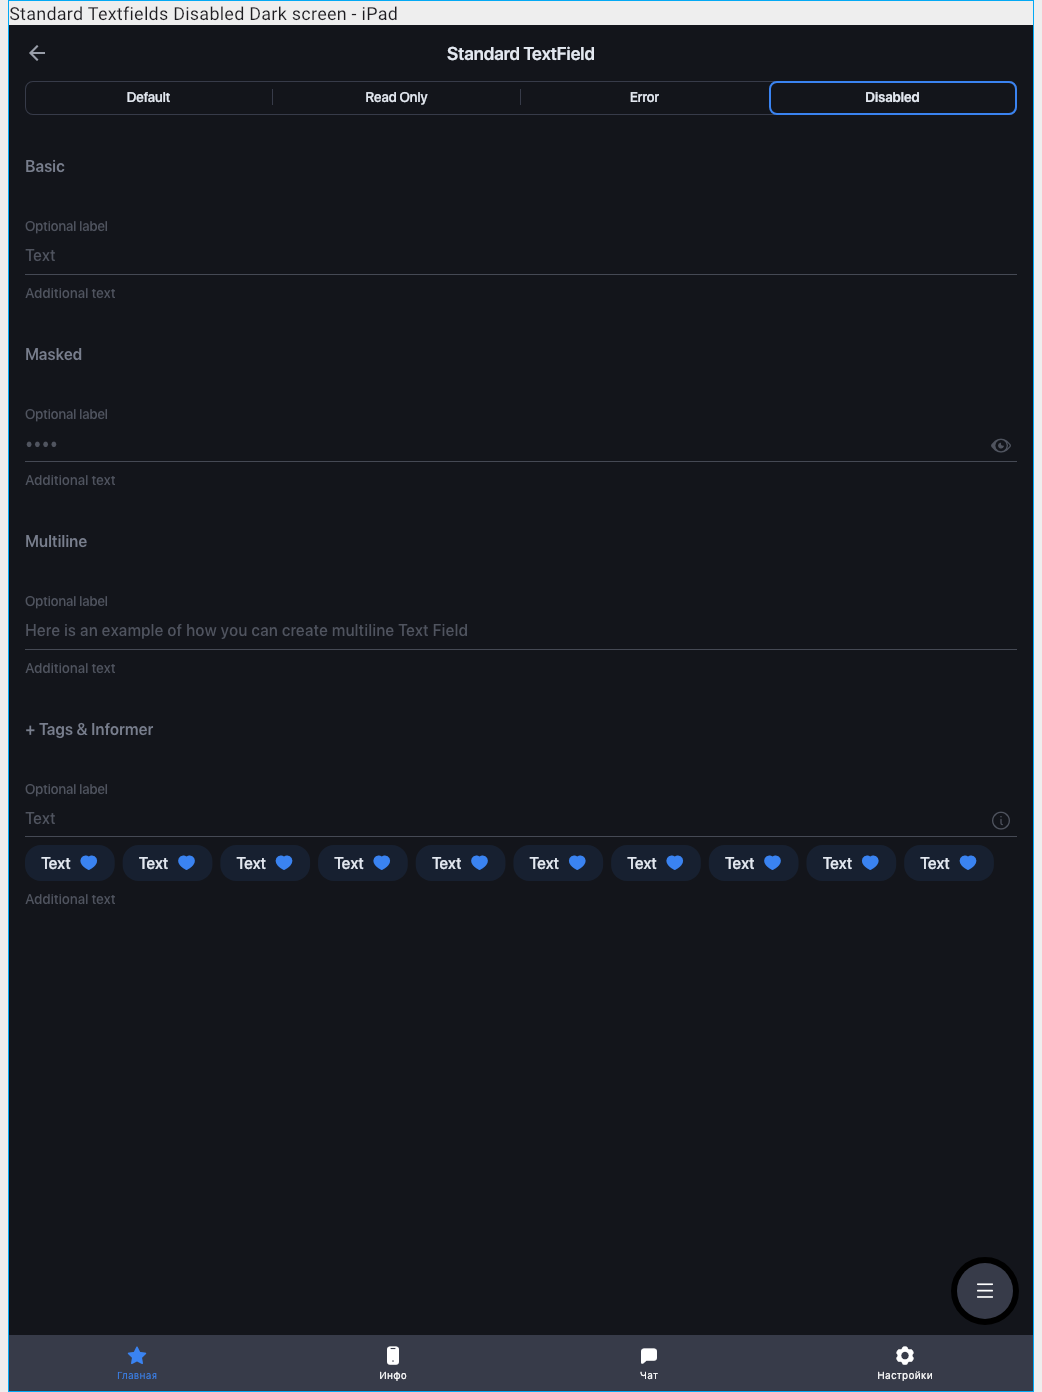 Standard Textfields Disabled Dark screen - iPad
Standard TextField
Default Read Only Error Disabled
Basic
Optional label
Text
Additional text
Masked
Optional label
••••
Additional text
Multiline
Optional label
Here is an example of how you can create multiline Text Field
Additional text
+ Tags & Informer
Optional label
Text
Text Text Text Text Text Text Text Text Text Text
Additional text
Главная Инфо Чат Настройки